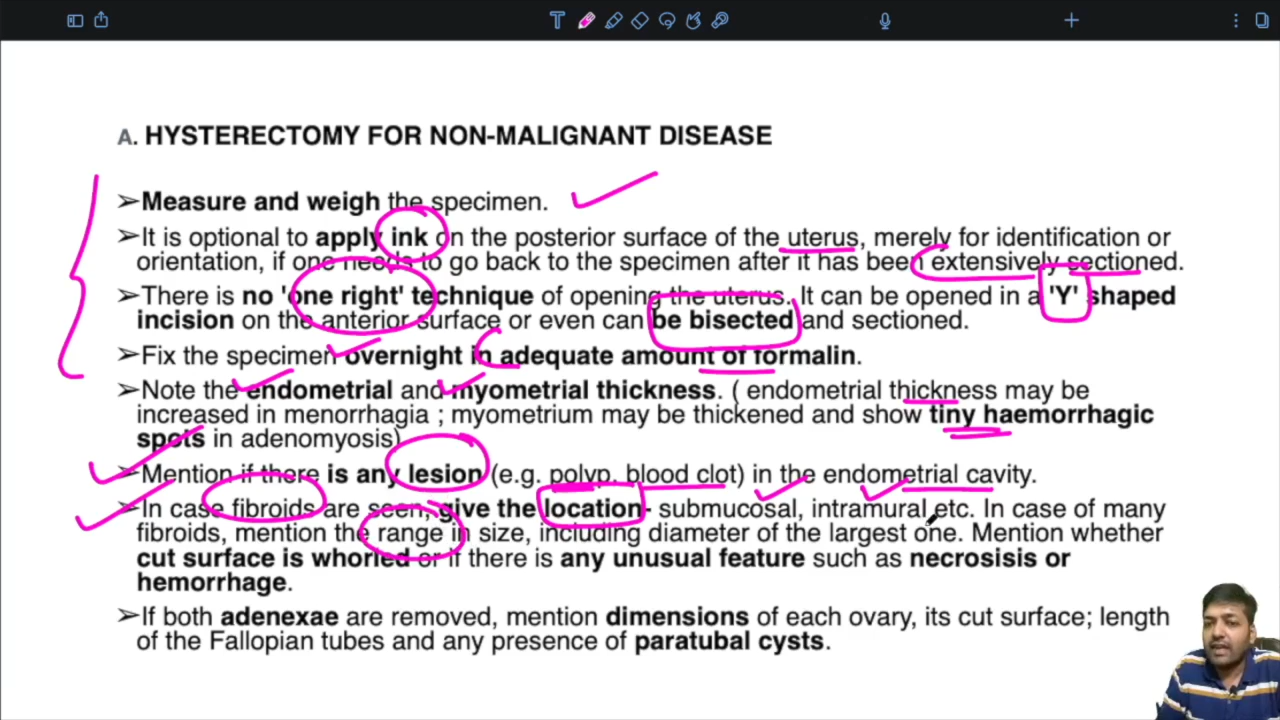 A. HYSTERECTOMY FOR NON-MALIGNANT DISEASE
➢Measure and weigh the specimen.
➢It is optional to apply ink on the posterior surface of the uterus, merely for identification or
orientation, if one needs to go back to the specimen after it has been extensively sectioned.
➢There is no 'one right' technique of opening the uterus. It can be opened in a 'Y' shaped
incision on the anterior surface or even can be bisected and sectioned.
➢Fix the specimen overnight in adequate amount of formalin.
➢Note the endometrial and myometrial thickness. ( endometrial thickness may be
increased in menorrhagia ; myometrium may be thickened and show tiny haemorrhagic
spots in adenomyosis)
➢Mention if there is any lesion (e.g. polyp, blood clot) in the endometrial cavity.
➢In case fibroids are seen, give the location- submucosal, intramural etc. In case of many
fibroids, mention the range in size, including diameter of the largest one. Mention whether
cut surface is whorled or if there is any unusual feature such as necrosisis or
hemorrhage.
➢If both adenexae are removed, mention dimensions of each ovary, its cut surface; length
of the Fallopian tubes and any presence of paratubal cysts.